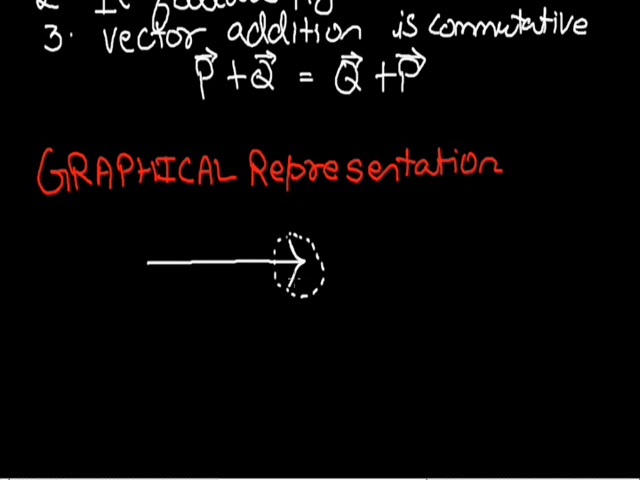 3. vector addition is commutative
P⃗ + Q⃗ = Q⃗ + P⃗
GRAPHICAL Representation